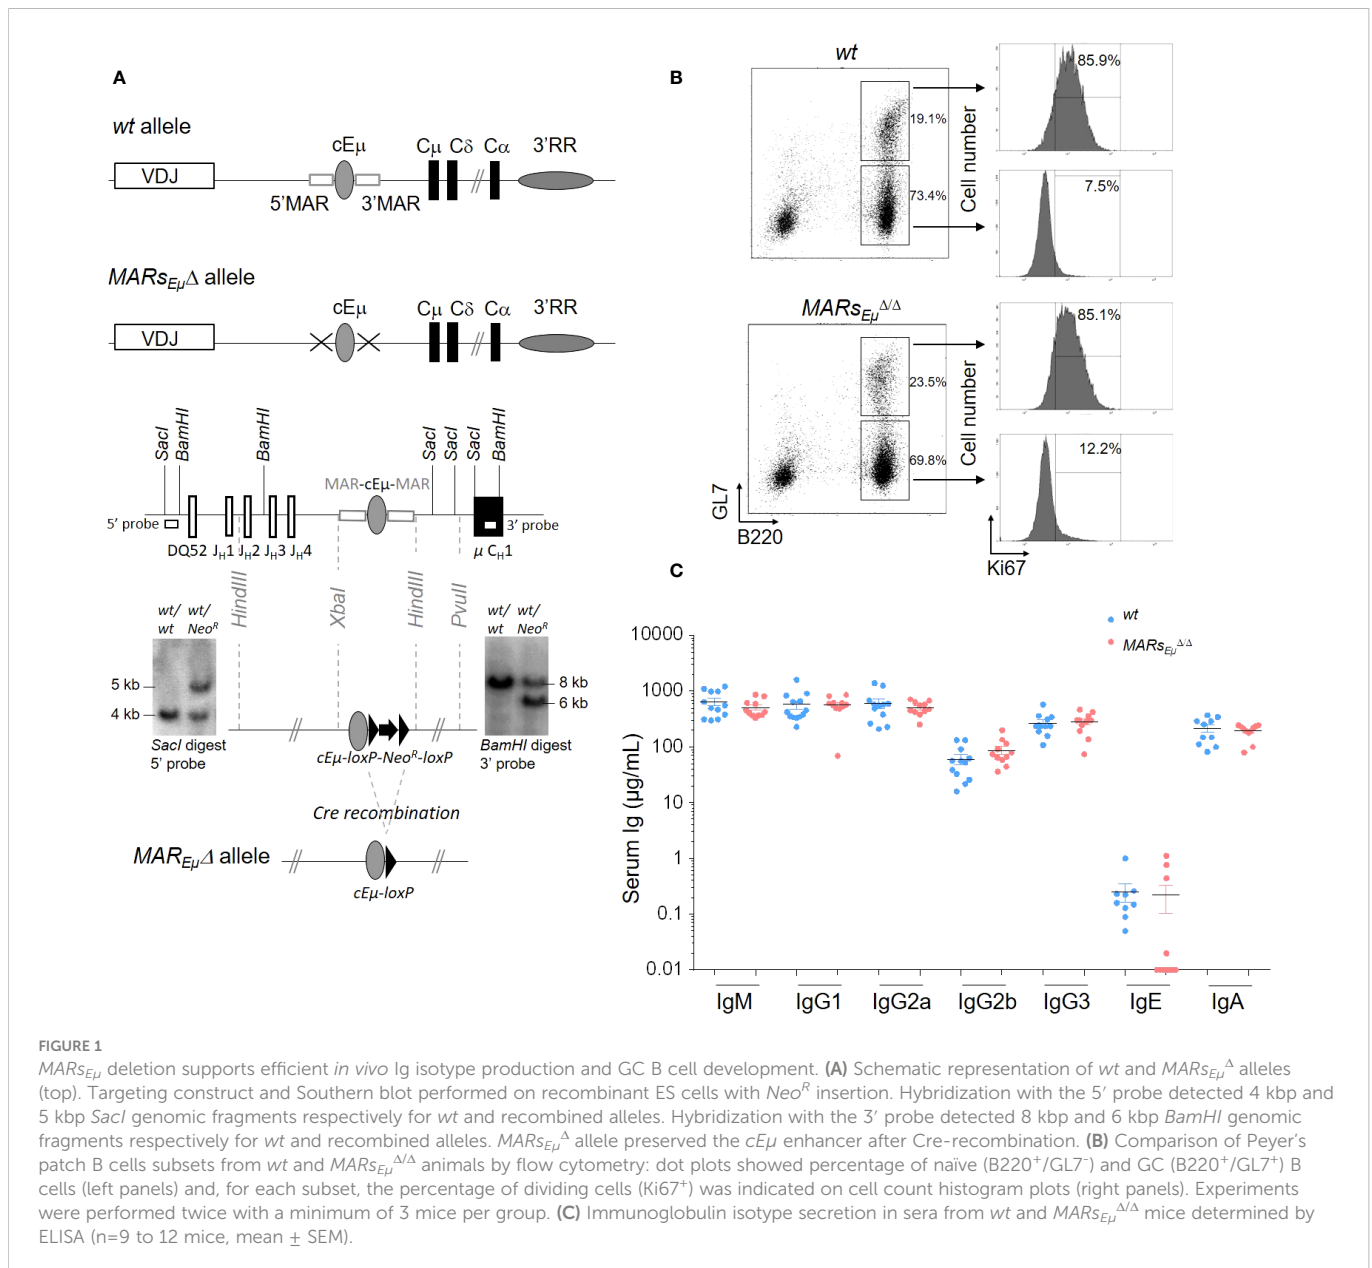 A
wt allele
cEµ
Cµ Cδ Cα 3'RR
VDJ
5'MAR 3'MAR
MARsEµΔ allele
cEµ
Cµ Cδ Cα 3'RR
VDJ
SacI BamHI BamHI SacI SacI SacI BamHI
MAR-cEµ-MAR
5' probe 3' probe
DQ52 JH1 JH2 JH3 JH4 µ CH1
HindIII XbaI HindIII PvuII
wt/wt wt/NeoR
5 kb
4 kb
SacI digest
5' probe
wt/wt wt/NeoR
8 kb
6 kb
BamHI digest
3' probe
cEµ-loxP-NeoR-loxP
Cre recombination
MAREµΔ allele
cEµ-loxP
B
wt
19.1%
73.4%
Cell number
85.9%
7.5%
MARsEµΔ/Δ
23.5%
69.8%
Cell number
85.1%
12.2%
GL7
B220
Ki67
C
wt
MARsEµΔ/Δ
Serum Ig (µg/mL)
10000
1000
100
10
1
0.1
0.01
IgM IgG1 IgG2a IgG2b IgG3 IgE IgA
FIGURE 1
MARsEµ deletion supports efficient in vivo Ig isotype production and GC B cell development. (A) Schematic representation of wt and MARsEµΔ alleles
(top). Targeting construct and Southern blot performed on recombinant ES cells with NeoR insertion. Hybridization with the 5′ probe detected 4 kbp and
5 kbp SacI genomic fragments respectively for wt and recombined alleles. Hybridization with the 3′ probe detected 8 kbp and 6 kbp BamHI genomic
fragments respectively for wt and recombined alleles. MARsEµΔ allele preserved the cEµ enhancer after Cre-recombination. (B) Comparison of Peyer's
patch B cells subsets from wt and MARsEµΔ/Δ animals by flow cytometry: dot plots showed percentage of naïve (B220+/GL7-) and GC (B220+/GL7+) B
cells (left panels) and, for each subset, the percentage of dividing cells (Ki67+) was indicated on cell count histogram plots (right panels). Experiments
were performed twice with a minimum of 3 mice per group. (C) Immunoglobulin isotype secretion in sera from wt and MARsEµΔ/Δ mice determined by
ELISA (n=9 to 12 mice, mean ± SEM).